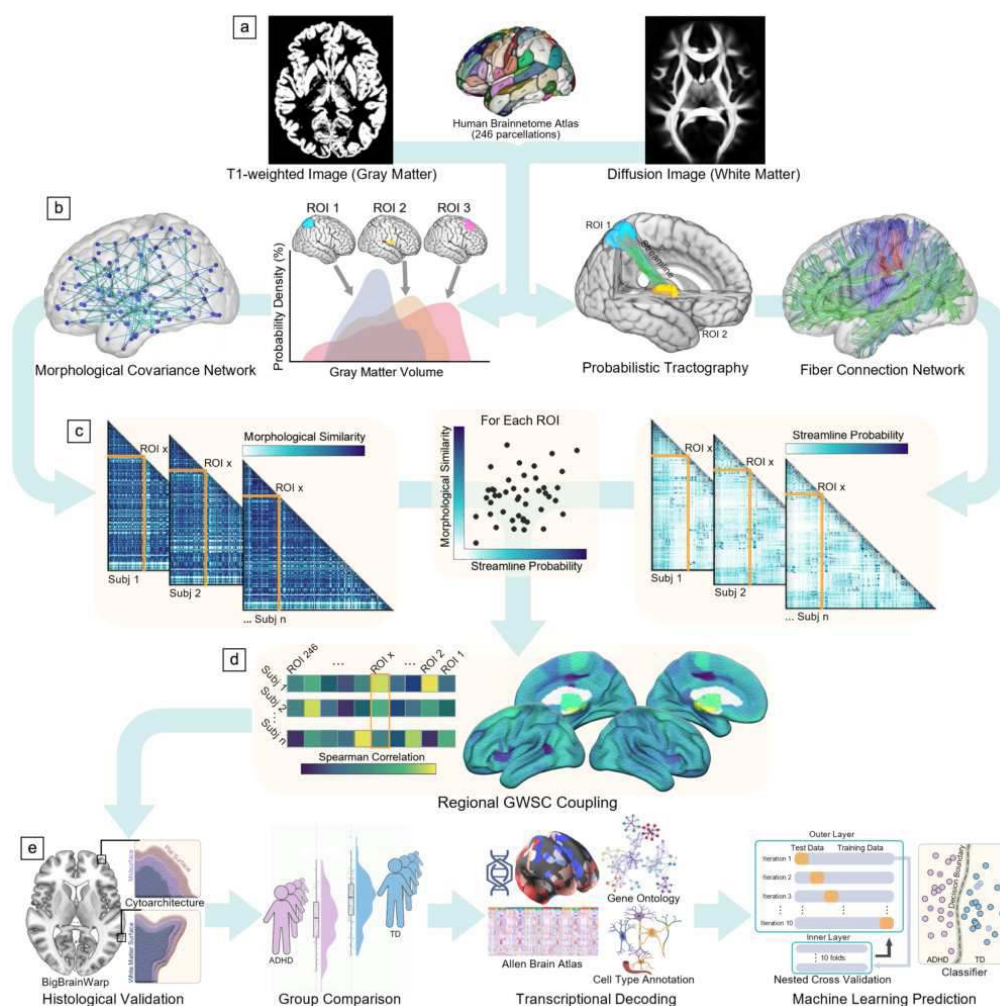 a
Human Brainnetome Atlas
(246 parcellations)
T1-weighted Image (Gray Matter)
Diffusion Image (White Matter)
b
ROI 1
ROI 2
ROI 3
Probability Density (%)
Gray Matter Volume
Morphological Covariance Network
ROI 1
Streamline
ROI 2
Probabilistic Tractography
Fiber Connection Network
c
Morphological Similarity
ROI x
ROI x
ROI x
Subj 1
Subj 2
... Subj n
For Each ROI
Morphological Similarity
Streamline Probability
Streamline Probability
ROI x
ROI x
ROI x
Subj 1
Subj 2
... Subj n
d
ROI 246
...
ROI x
...
ROI 2
ROI 1
Subj 1
Subj 2
...
Subj n
Spearman Correlation
Regional GWSC Coupling
e
Pial Surface
Midsurface
Cytoarchitecture
White Matter Surface
BigBrainWarp
Histological Validation
ADHD
TD
Group Comparison
Gene Ontology
Allen Brain Atlas
Cell Type Annotation
Transcriptional Decoding
Outer Layer
Test Data
Training Data
Iteration 1
Iteration 2
Iteration 3
Iteration 10
Inner Layer
10 folds
Nested Cross Validation
Decision Boundary
ADHD
TD
Classifier
Machine Learning Prediction